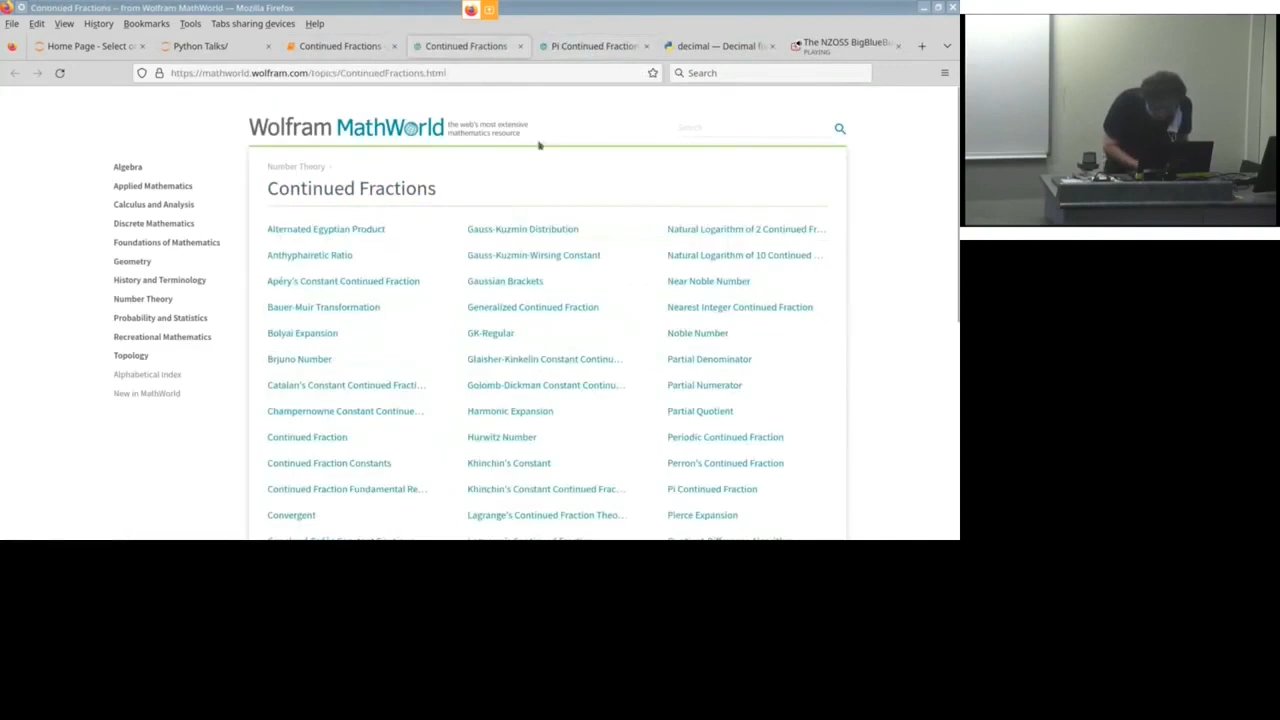 Continued Fractions -- from Wolfram MathWorld — Mozilla Firefox
File Edit View History Bookmarks Tools Tabs sharing devices Help
Home Page - Select or Python Talks/ Continued Fractions - Continued Fractions Pi Continued Fraction decimal — Decimal fi The NZOSS BigBlueBu
PLAYING
https://mathworld.wolfram.com/topics/ContinuedFractions.html Search
Wolfram MathWorld the web's most extensive
mathematics resource
Search
Algebra
Applied Mathematics
Calculus and Analysis
Discrete Mathematics
Foundations of Mathematics
Geometry
History and Terminology
Number Theory
Probability and Statistics
Recreational Mathematics
Topology
Alphabetical Index
New in MathWorld
Number Theory
Continued Fractions
Alternated Egyptian Product Gauss-Kuzmin Distribution Natural Logarithm of 2 Continued Fr...
Anthyphairetic Ratio Gauss-Kuzmin-Wirsing Constant Natural Logarithm of 10 Continued ...
Apéry's Constant Continued Fraction Gaussian Brackets Near Noble Number
Bauer-Muir Transformation Generalized Continued Fraction Nearest Integer Continued Fraction
Bolyai Expansion GK-Regular Noble Number
Brjuno Number Glaisher-Kinkelin Constant Continu... Partial Denominator
Catalan's Constant Continued Fracti... Golomb-Dickman Constant Continu... Partial Numerator
Champernowne Constant Continue... Harmonic Expansion Partial Quotient
Continued Fraction Hurwitz Number Periodic Continued Fraction
Continued Fraction Constants Khinchin's Constant Perron's Continued Fraction
Continued Fraction Fundamental Re... Khinchin's Constant Continued Frac... Pi Continued Fraction
Convergent Lagrange's Continued Fraction Theo... Pierce Expansion